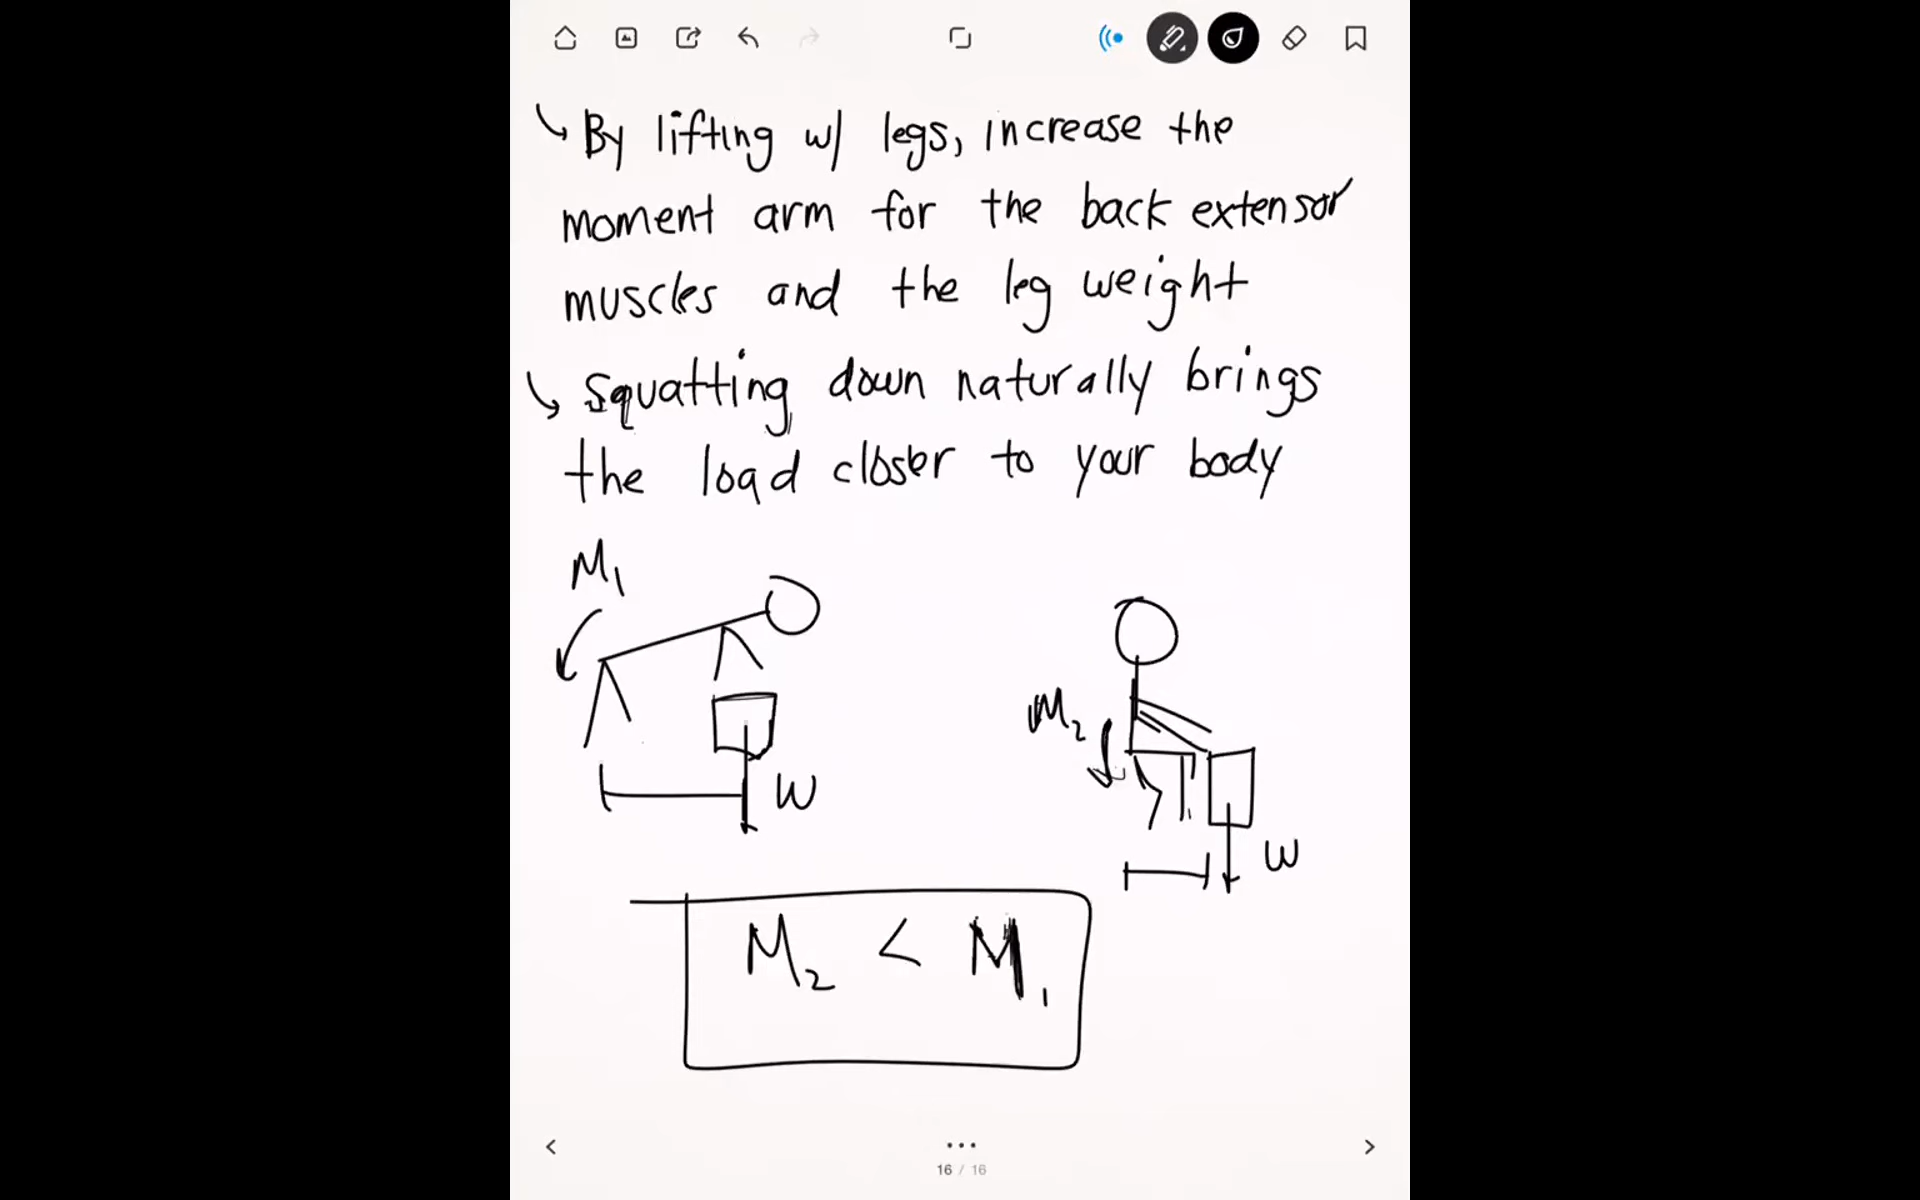 By lifting w/ legs, increase the
moment arm for the back extensor
muscles and the leg weight
Squatting down naturally brings
the load closer to your body
M1
M2
W
W
M2 < M1
16 / 16